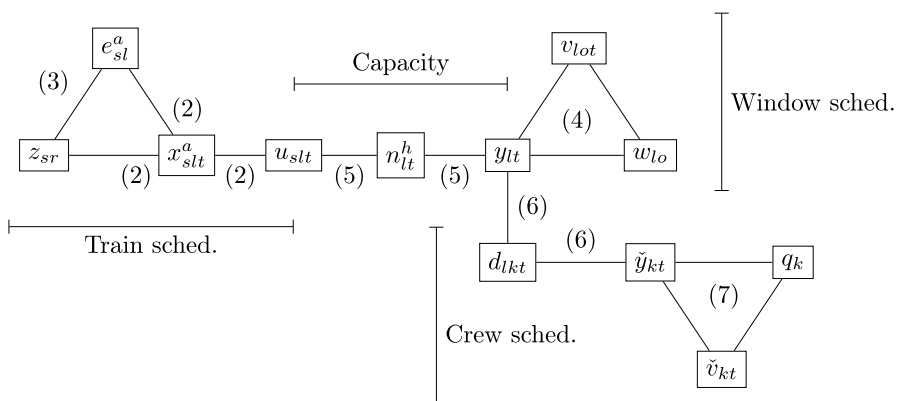 e^a_{sl}
v_{lot}
Capacity
(3)
(2)
(4)
Window sched.
z_{sr}
x^a_{slt}
u_{slt}
n^h_{lt}
y_{lt}
w_{lo}
(2)
(2)
(5)
(5)
(6)
Train sched.
(6)
d_{lkt}
y̌_{kt}
q_k
(7)
Crew sched.
v̌_{kt}